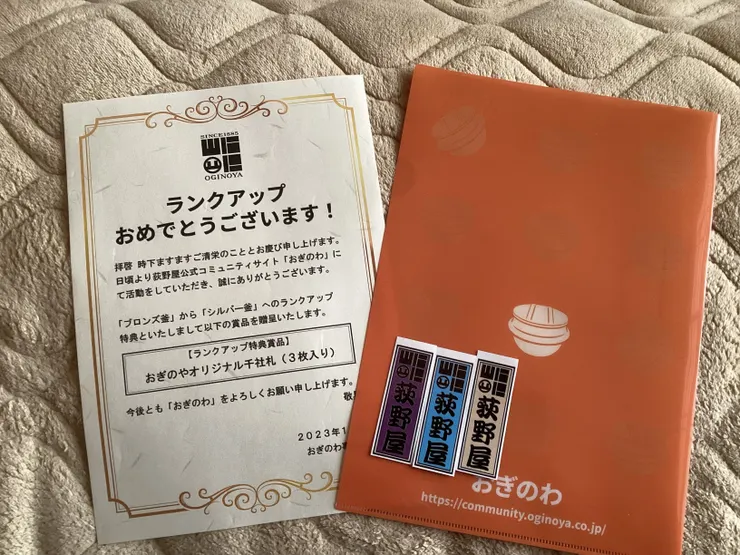 SINCE1885
OGINOYA
ランクアップ
おめでとうございます！
拝啓 時下ますますご清栄のこととお慶び申し上げます。
日頃より荻野屋公式コミュニティサイト「おぎのわ」に
て活動をしていただき、誠にありがとうございます。
「ブロンズ釜」から「シルバー釜」へのランクアップ
特典といたしまして以下の賞品を贈呈いたします。
【ランクアップ特典賞品】
おぎのやオリジナル千社札（３枚入り）
今後とも「おぎのわ」をよろしくお願い申し上げます。
２０２３年１
おぎのわ
荻野屋
荻野屋
荻野屋
おぎのわ
https://community.oginoya.co.jp/